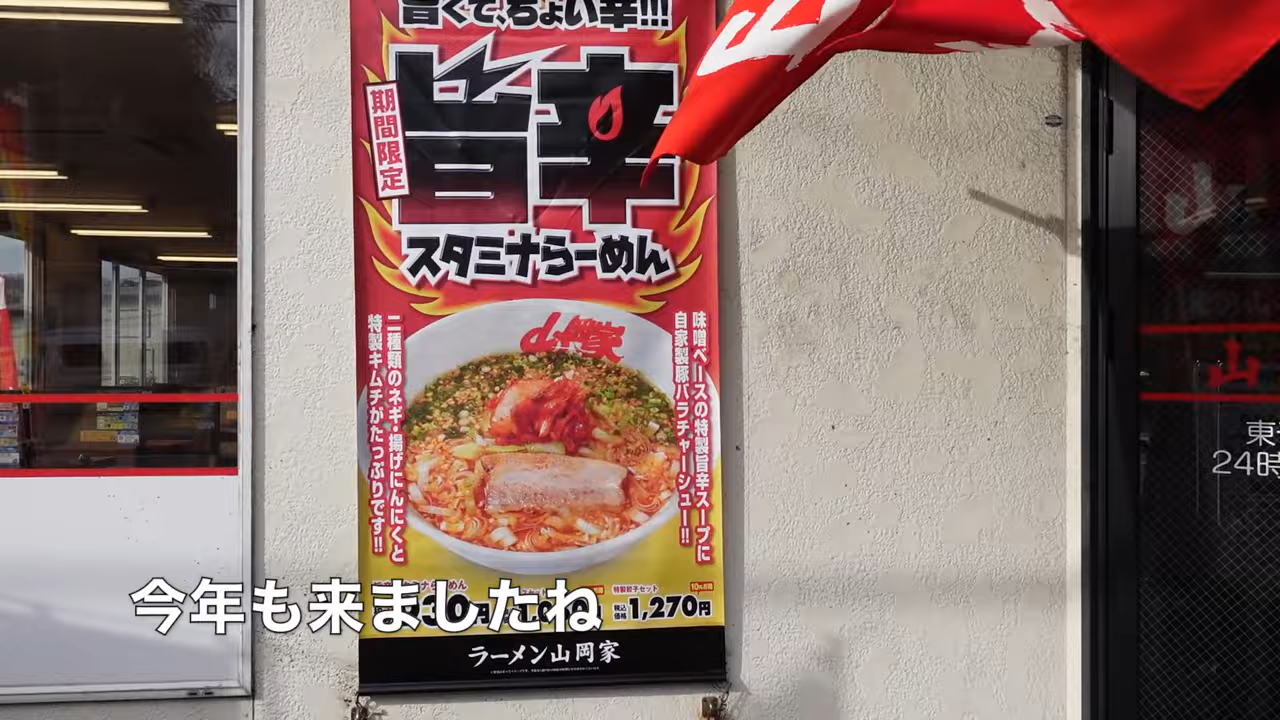 旨くて、ちょい辛!!!
期間限定
旨辛
スタミナらーめん
山岡家
味噌ベースの特製旨辛スープに
自家製豚バラチャーシュー!!
二種類のネギ・揚げにんにくと
特製キムチがたっぷりです!!
特製餃子セット
税込価格 1,270円
ラーメン山岡家
今年も来ましたね
山
24時